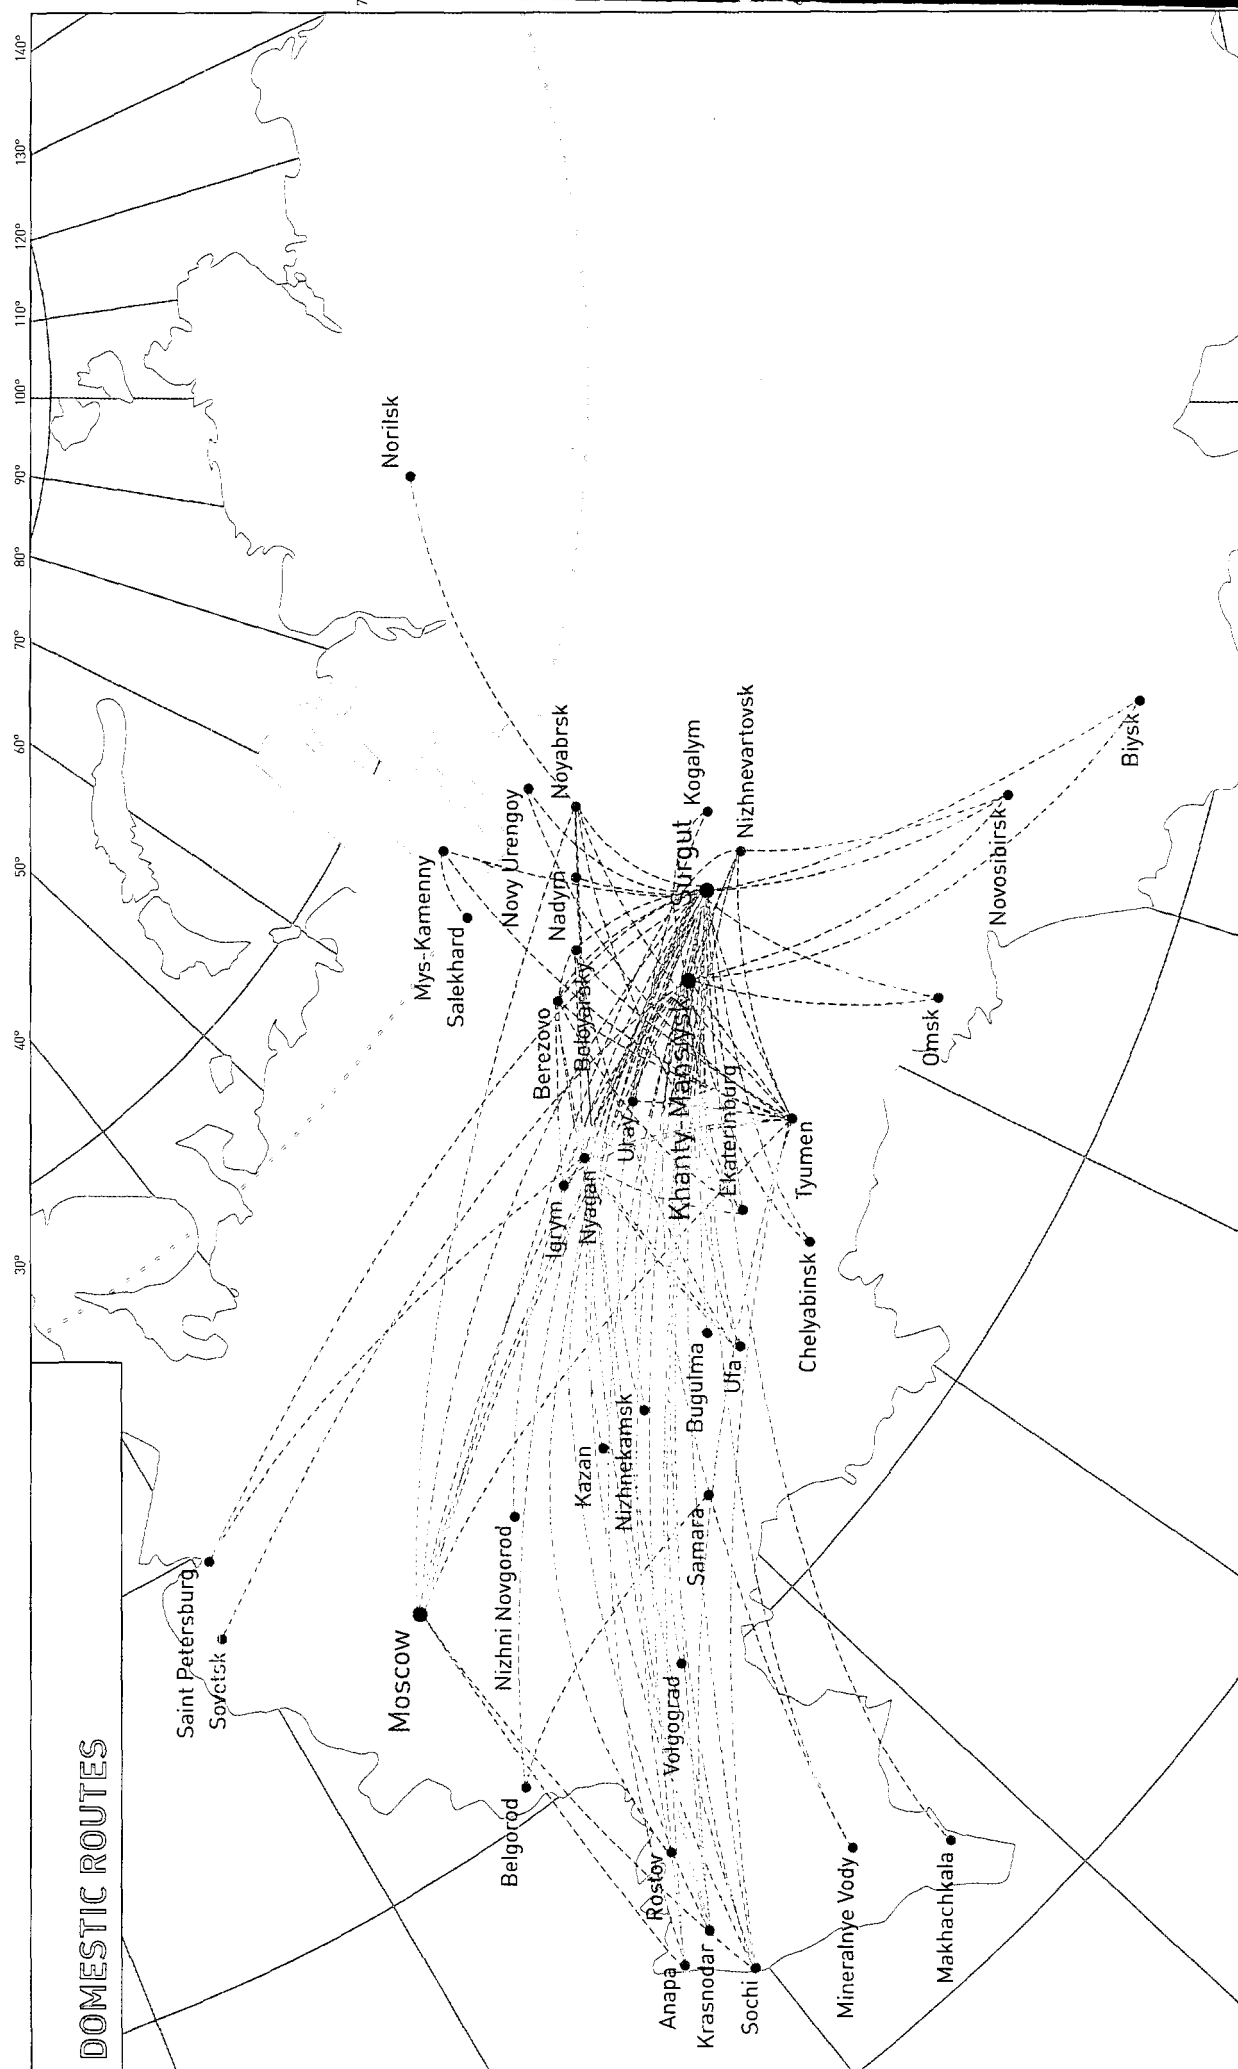 DOMESTIC ROUTES
30°
40°
50°
60°
70°
80°
90°
100°
110°
120°
130°
140°
Saint Petersburg
Sovetsk
Moscow
Belgorod
Nizhni Novgorod
Kazan
Nizhnekamsk
Rostov
Anapa
Volgograd
Krasnodar
Samara
Bugulma
Ufa
Sochi
Mineralnye Vody
Makhachkala
Chelyabinsk
Tyumen
Ekaterinburg
Khanty-Mansiysk
Uray
Nyagan
Igrym
Berezovo
Beloyarsky
Salekhard
Mys-Kamenny
Nadym
Novy Urengoy
Noyabrsk
Surgut
Kogalym
Nizhnevartovsk
Norilsk
Omsk
Novosibirsk
Biysk